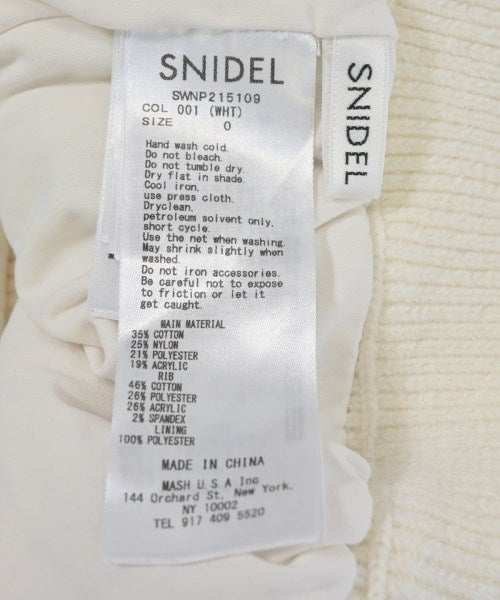 SNIDEL
SWNP215109
COL 001 (WHT)
SIZE 0
Hand wash cold.
Do not bleach.
Do not tumble dry.
Dry flat in shade.
Cool iron,
use press cloth.
Dryclean,
petroleum solvent only,
short cycle.
Use the net when washing.
May shrink slightly when
washed.
Do not iron accessories.
Be careful not to expose
to friction or let it
get caught.
MAIN MATERIAL
35% COTTON
25% NYLON
21% POLYESTER
19% ACRYLIC
RIB
46% COTTON
26% POLYESTER
26% ACRYLIC
2% SPANDEX
LINING
100% POLYESTER
MADE IN CHINA
MASH U.S.A Inc
144 Orchard St. New York.
NY 10002
TEL 917 409 5520
SNIDEL